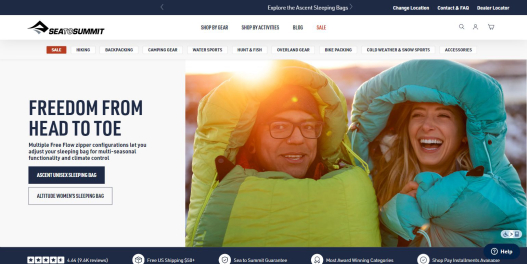 Explore the Ascent Sleeping Bags
Change Location
Contact & FAQ
Dealer Locator
SEA TO SUMMIT
SHOP BY GEAR
SHOP BY ACTIVITIES
BLOG
SALE
SALE
HIKING
BACKPACKING
CAMPING GEAR
WATER SPORTS
HUNT & FISH
OVERLAND GEAR
BIKE PACKING
COLD WEATHER & SNOW SPORTS
ACCESSORIES
FREEDOM FROM
HEAD TO TOE
Multiple Free Flow zipper configurations let you
adjust your sleeping bag for multi-seasonal
functionality and climate control
ASCENT UNISEX SLEEPING BAG
ALTITUDE WOMEN'S SLEEPING BAG
Help
4.64 (9.6K reviews)
Free US Shipping $58+
Sea to Summit Guarantee
Most Award Winning Categories
Shop Pay Installments Available